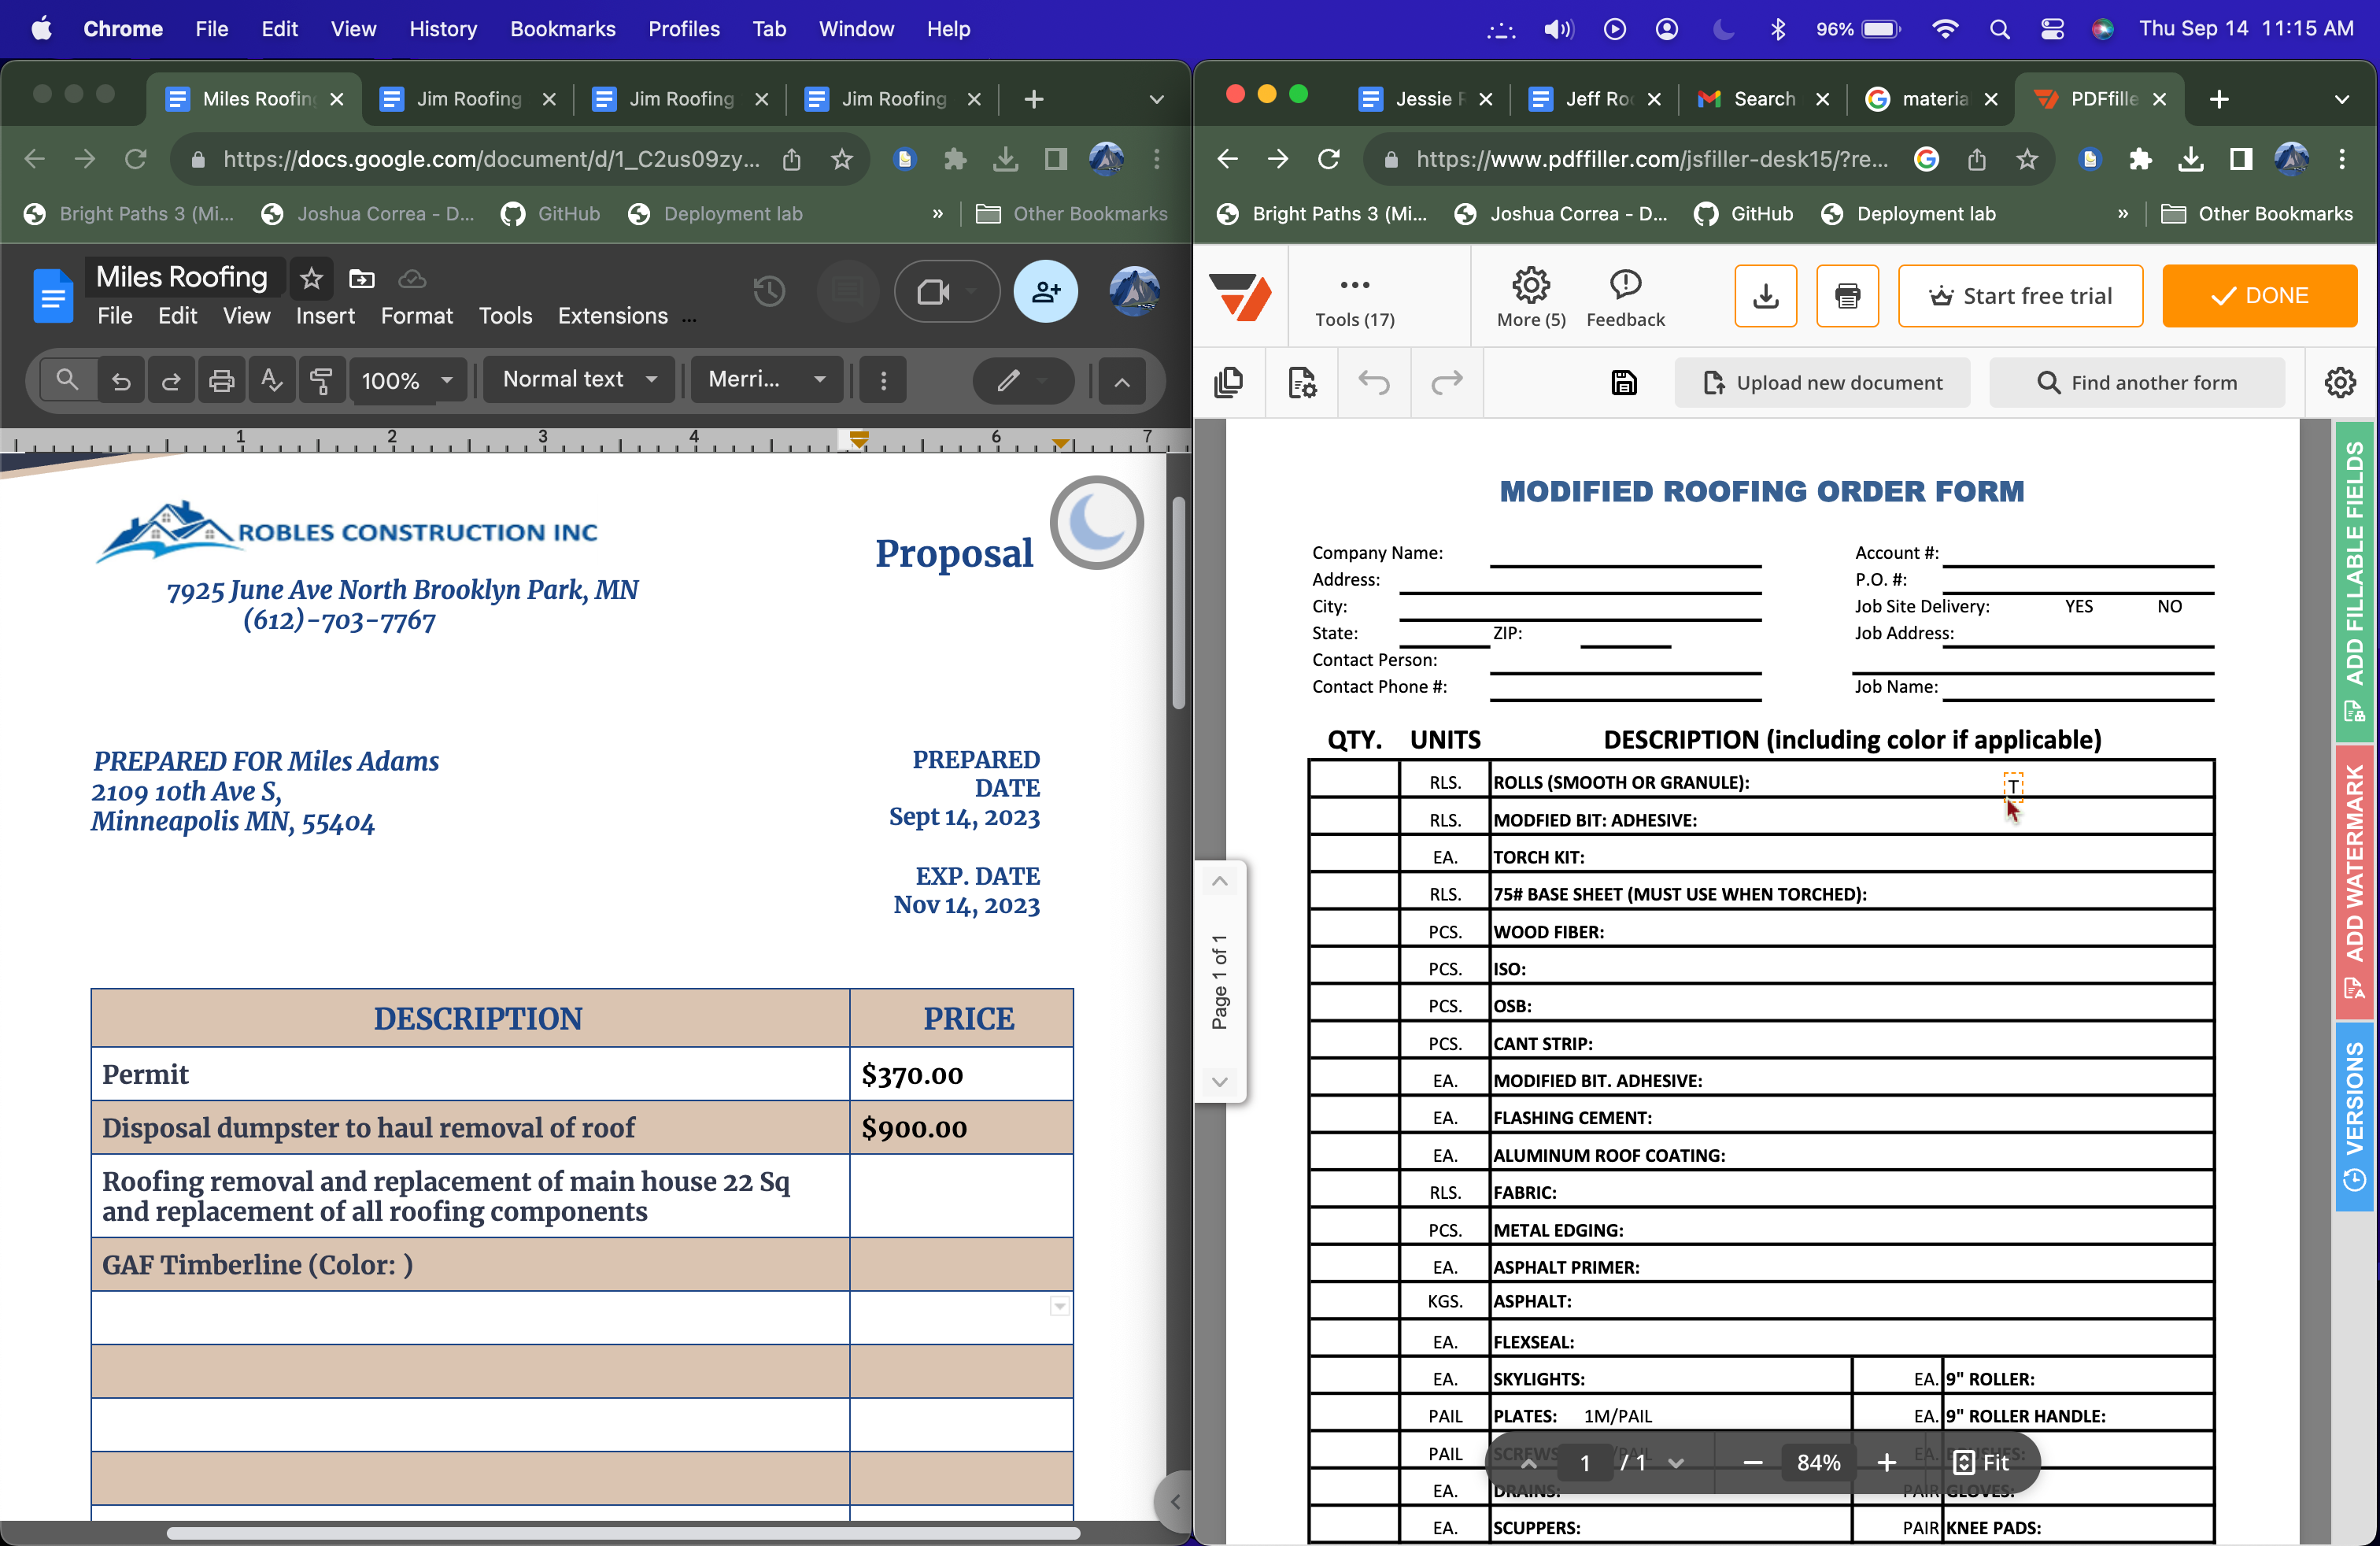 Chrome File Edit View History Bookmarks Profiles Tab Window Help 96% Thu Sep 14 11:15 AM
Miles Roofing Jim Roofing Jim Roofing Jim Roofing
https://docs.google.com/document/d/1_C2us09zy...
Bright Paths 3 (Mi... Joshua Correa - D... GitHub Deployment lab » Other Bookmarks
Miles Roofing
File Edit View Insert Format Tools Extensions ...
100% Normal text Merri...
1 2 3 4 6 7
ROBLES CONSTRUCTION INC
Proposal
7925 June Ave North Brooklyn Park, MN
(612)-703-7767
PREPARED FOR Miles Adams
2109 10th Ave S,
Minneapolis MN, 55404
PREPARED
DATE
Sept 14, 2023
EXP. DATE
Nov 14, 2023
DESCRIPTION PRICE
Permit $370.00
Disposal dumpster to haul removal of roof $900.00
Roofing removal and replacement of main house 22 Sq
and replacement of all roofing components
GAF Timberline (Color: )
Jessie R Jeff Roo Search materia PDFfille
https://www.pdffiller.com/jsfiller-desk15/?re...
Bright Paths 3 (Mi... Joshua Correa - D... GitHub Deployment lab » Other Bookmarks
Tools (17) More (5) Feedback Start free trial DONE
Upload new document Find another form
MODIFIED ROOFING ORDER FORM
Company Name: Account #:
Address: P.O. #:
City: Job Site Delivery: YES NO
State: ZIP: Job Address:
Contact Person:
Contact Phone #: Job Name:
QTY. UNITS DESCRIPTION (including color if applicable)
RLS. ROLLS (SMOOTH OR GRANULE): T
RLS. MODFIED BIT: ADHESIVE:
EA. TORCH KIT:
RLS. 75# BASE SHEET (MUST USE WHEN TORCHED):
PCS. WOOD FIBER:
PCS. ISO:
PCS. OSB:
PCS. CANT STRIP:
EA. MODIFIED BIT. ADHESIVE:
EA. FLASHING CEMENT:
EA. ALUMINUM ROOF COATING:
RLS. FABRIC:
PCS. METAL EDGING:
EA. ASPHALT PRIMER:
KGS. ASPHALT:
EA. FLEXSEAL:
EA. SKYLIGHTS: EA. 9" ROLLER:
PAIL PLATES: 1M/PAIL EA. 9" ROLLER HANDLE:
PAIL SCREWS EA.
1 / 1 84% Fit
EA. DRAINS: PAIR GLOVES:
EA. SCUPPERS: PAIR KNEE PADS:
Page 1 of 1
ADD FILLABLE FIELDS
ADD WATERMARK
VERSIONS